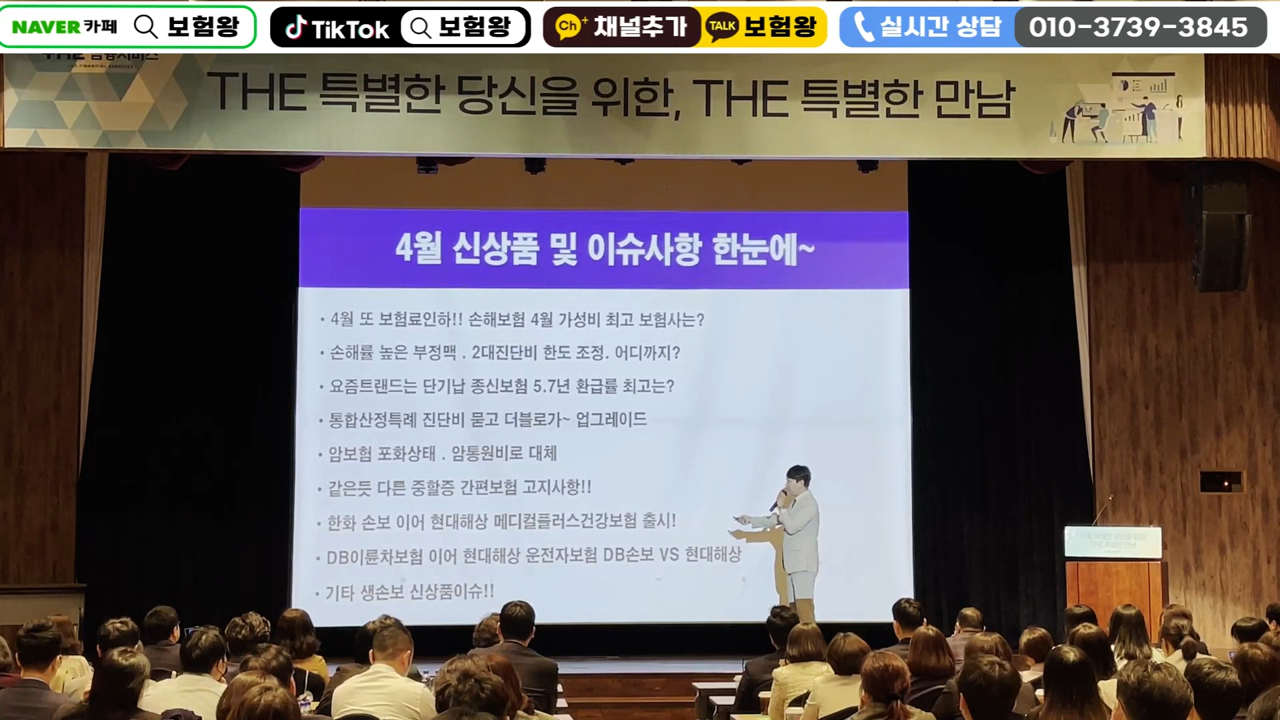 NAVER 카페 보험왕
TikTok 보험왕
Ch+ 채널추가 TALK 보험왕
실시간 상담 010-3739-3845
THE 특별한 당신을 위한, THE 특별한 만남
4월 신상품 및 이슈사항 한눈에~
• 4월 또 보험료인하!! 손해보험 4월 가성비 최고 보험사는?
• 손해률 높은 부정맥 . 2대진단비 한도 조정. 어디까지?
• 요즘트랜드는 단기납 종신보험 5.7년 환급률 최고는?
• 통합산정특례 진단비 묻고 더블로가~ 업그레이드
• 암보험 포화상태 . 암통원비로 대체
• 같은듯 다른 중할증 간편보험 고지사항!!
• 한화 손보 이어 현대해상 메디컬플러스건강보험 출시!
• DB이륜차보험 이어 현대해상 운전자보험 DB손보 VS 현대해상
• 기타 생손보 신상품이슈!!
THE 특별한 만남